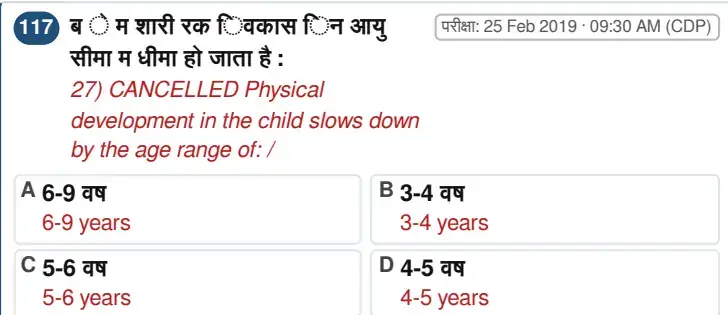 117 ब े म शारी रक िवकास िन आयु
परीक्षा: 25 Feb 2019 · 09:30 AM (CDP)
सीमा म धीमा हो जाता है :
27) CANCELLED Physical
development in the child slows down
by the age range of: /
A 6-9 वष
6-9 years
B 3-4 वष
3-4 years
C 5-6 वष
5-6 years
D 4-5 वष
4-5 years